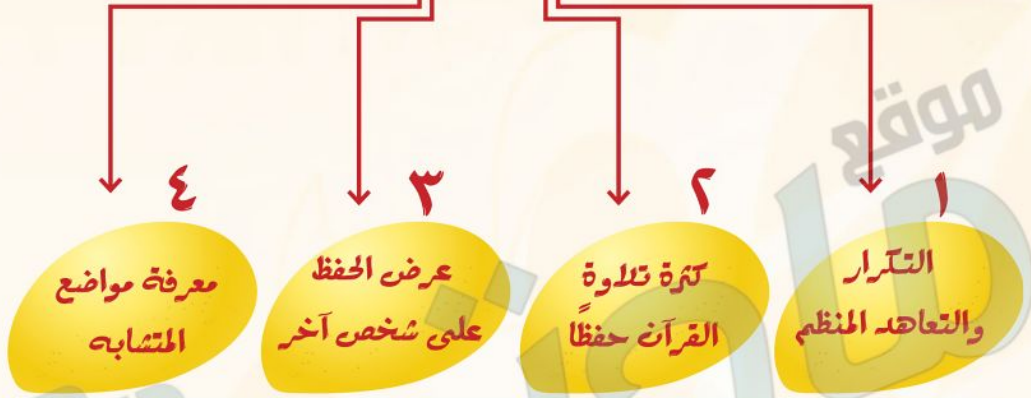 موقع
١
التكرار
والتعاهد المنظم
٢
كثرة تلاوة
القرآن حفظًا
٣
عرض الحفظ
على شخص آخر
٤
معرفة مواضع
المتشابه